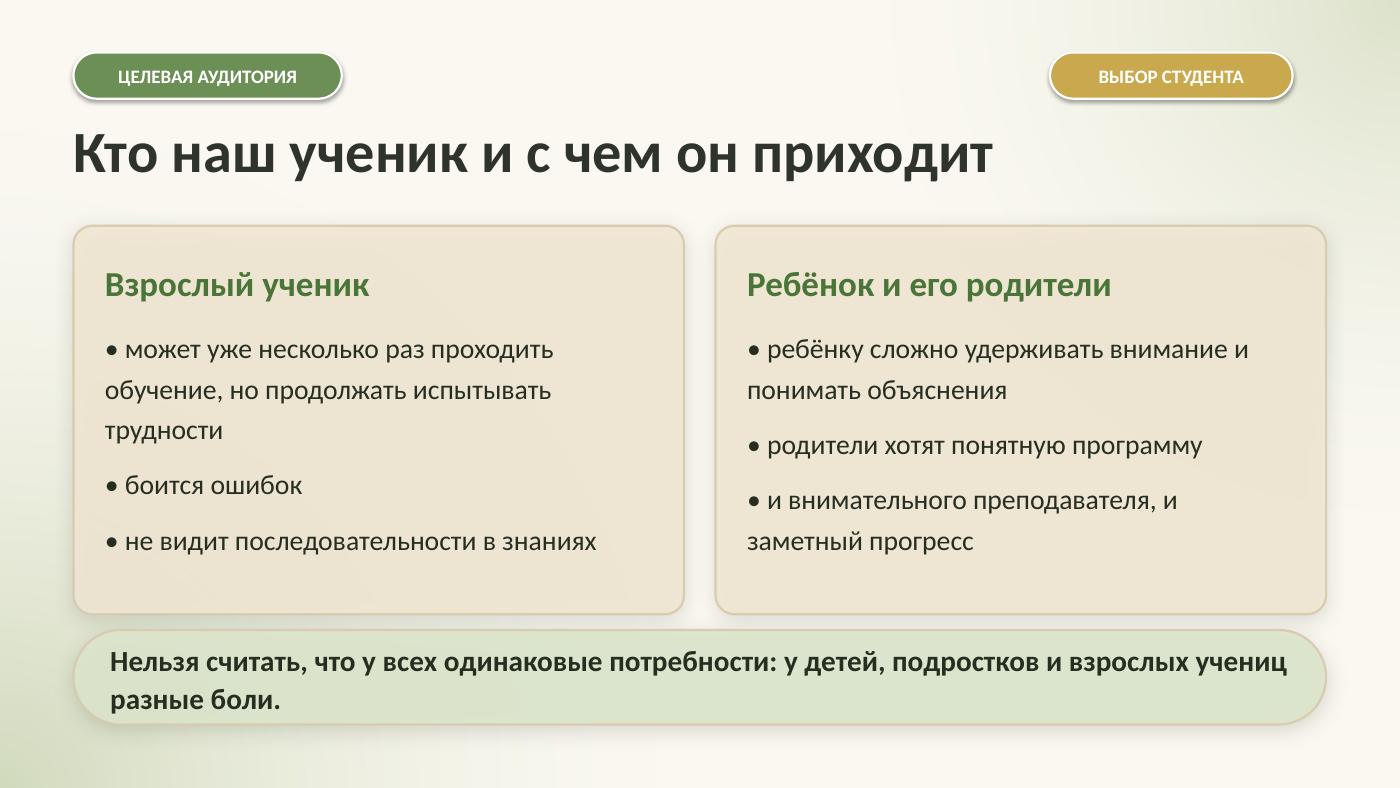 ЦЕЛЕВАЯ АУДИТОРИЯ
ВЫБОР СТУДЕНТА
Кто наш ученик и с чем он приходит
Взрослый ученик
• может уже несколько раз проходить
обучение, но продолжать испытывать
трудности
• боится ошибок
• не видит последовательности в знаниях
Ребёнок и его родители
• ребёнку сложно удерживать внимание и
понимать объяснения
• родители хотят понятную программу
• и внимательного преподавателя, и
заметный прогресс
Нельзя считать, что у всех одинаковые потребности: у детей, подростков и взрослых учениц
разные боли.